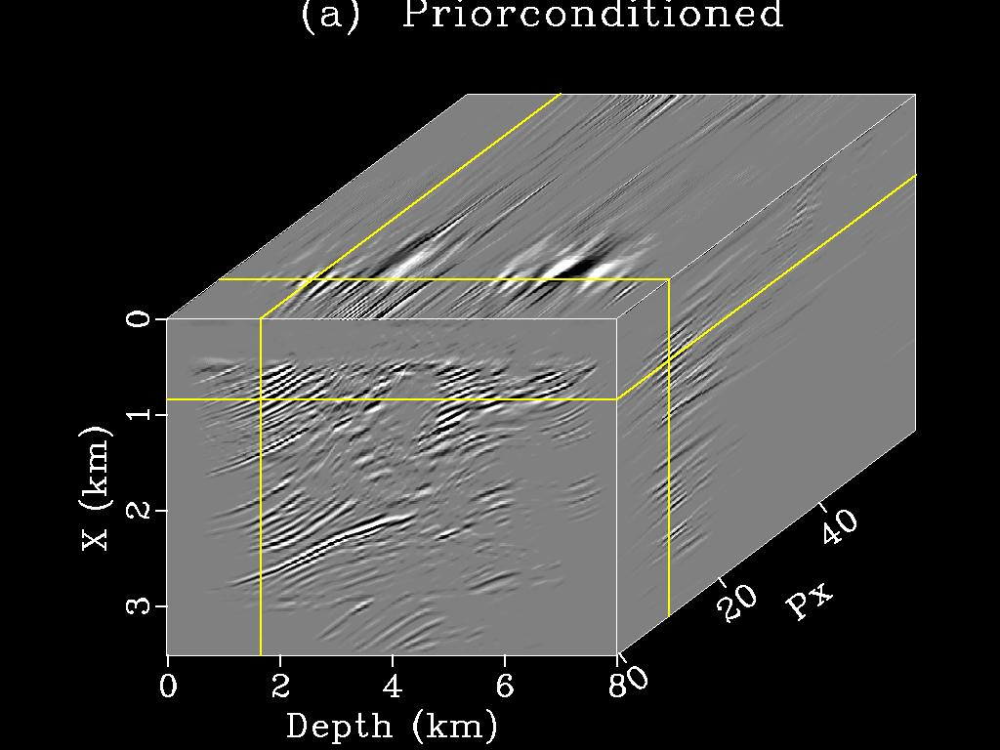 (a) Priorconditioned
0
1
2
3
X (km)
0 2 4 6 8
Depth (km)
0 20 40
Px